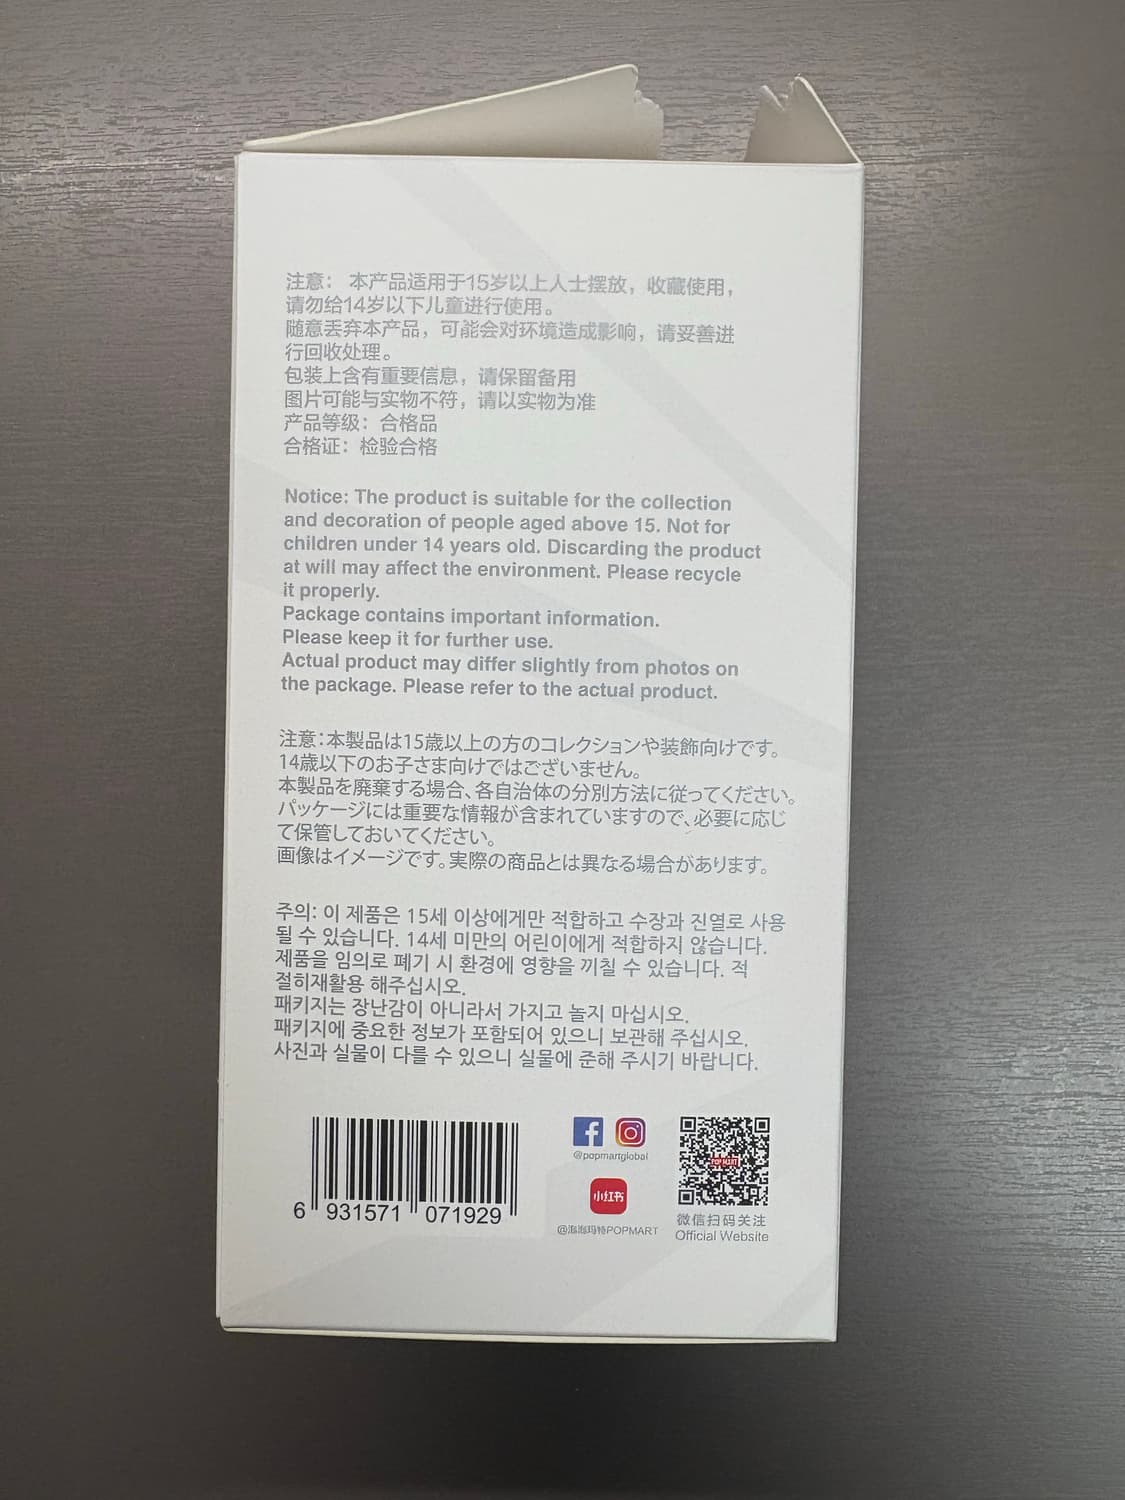 注意： 本产品适用于15岁以上人士摆放，收藏使用，
请勿给14岁以下儿童进行使用。
随意丢弃本产品，可能会对环境造成影响，请妥善进
行回收处理。
包装上含有重要信息，请保留备用
图片可能与实物不符，请以实物为准
产品等级：合格品
合格证：检验合格
Notice: The product is suitable for the collection
and decoration of people aged above 15. Not for
children under 14 years old. Discarding the product
at will may affect the environment. Please recycle
it properly.
Package contains important information.
Please keep it for further use.
Actual product may differ slightly from photos on
the package. Please refer to the actual product.
注意：本製品は15歳以上の方のコレクションや装飾向けです。
14歳以下のお子さま向けではございません。
本製品を廃棄する場合、各自治体の分別方法に従ってください。
パッケージには重要な情報が含まれていますので、必要に応じ
て保管しておいてください。
画像はイメージです。実際の商品とは異なる場合があります。
주의: 이 제품은 15세 이상에게만 적합하고 수장과 진열로 사용
될 수 있습니다. 14세 미만의 어린이에게 적합하지 않습니다.
제품을 임의로 폐기 시 환경에 영향을 끼칠 수 있습니다. 적
절히재활용 해주십시오.
패키지는 장난감이 아니라서 가지고 놀지 마십시오.
패키지에 중요한 정보가 포함되어 있으니 보관해 주십시오.
사진과 실물이 다를 수 있으니 실물에 준해 주시기 바랍니다.
6 931571 071929
@popmartglobal
小红书
@泡泡玛特POPMART
POP MART
微信扫码关注
Official Website